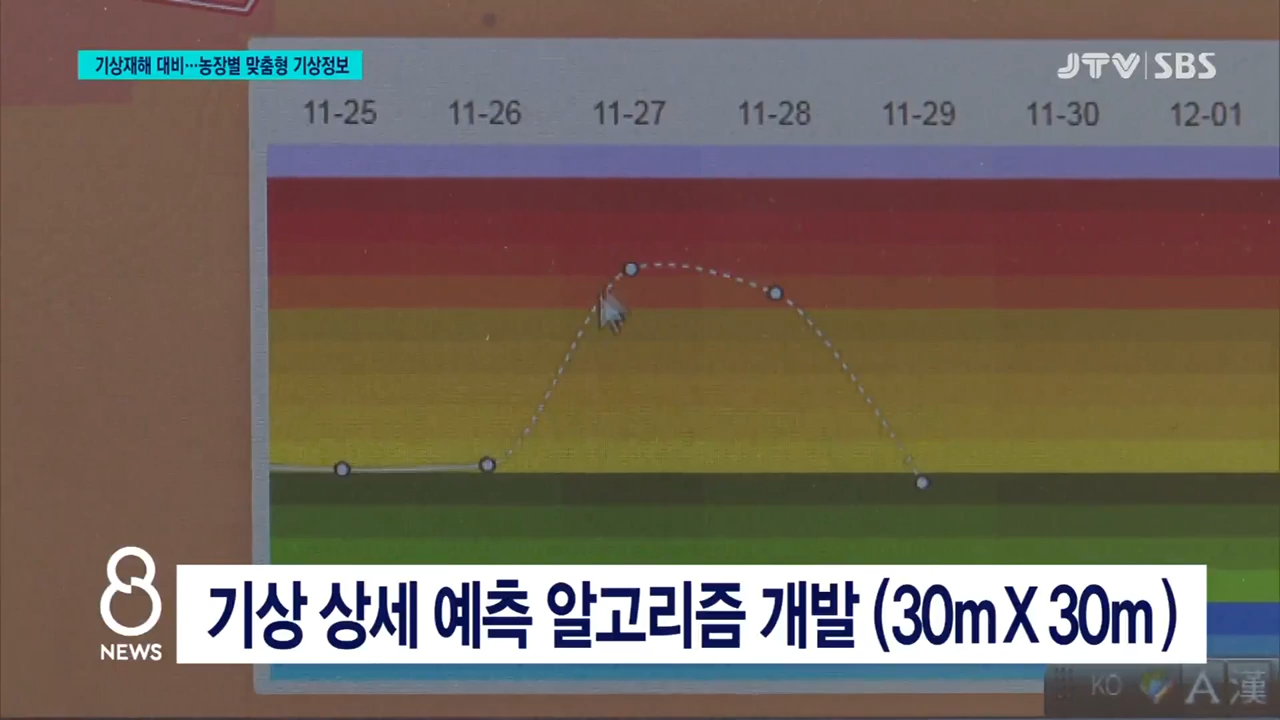 기상재해 대비…농장별 맞춤형 기상정보
JTV SBS
11-25 11-26 11-27 11-28 11-29 11-30 12-01
8 NEWS
기상 상세 예측 알고리즘 개발 (30m X 30m)
KO A 漢